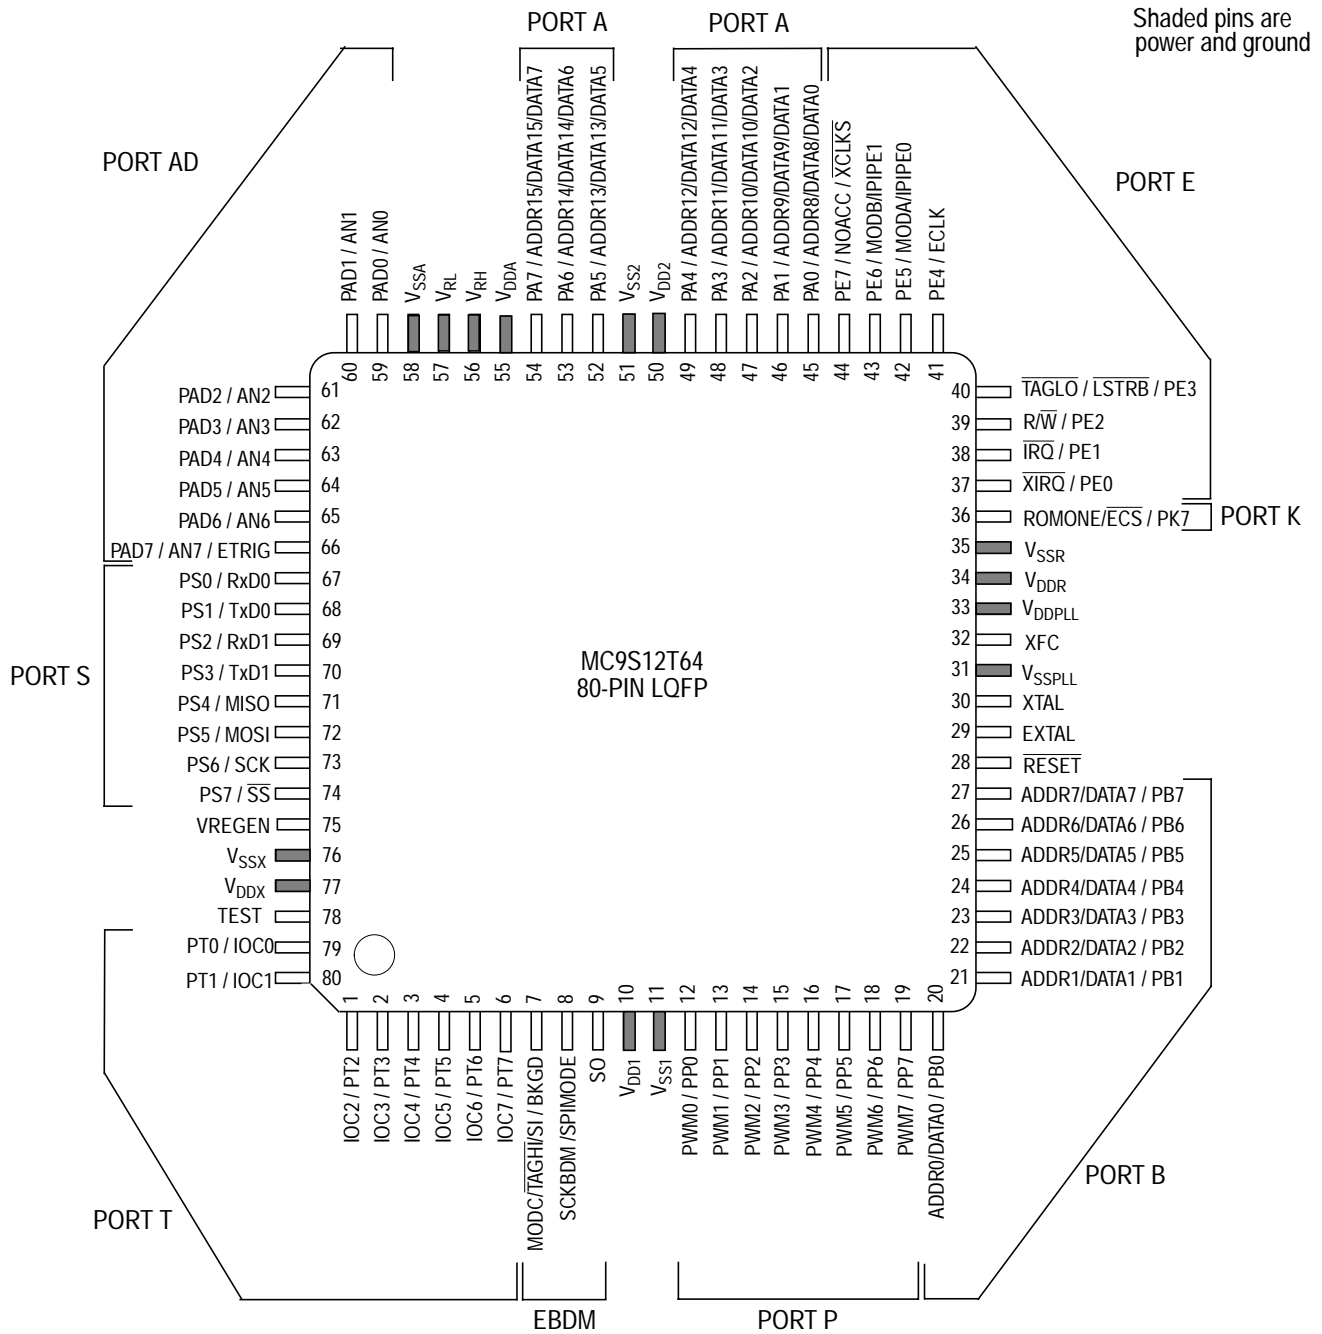 PORT A
PORT A
Shaded pins are
power and ground
PORT AD
PORT E
PAD1 / AN1
PAD0 / AN0
VSSA
VRL
VRH
VDDA
PA7 / ADDR15/DATA15/DATA7
PA6 / ADDR14/DATA14/DATA6
PA5 / ADDR13/DATA13/DATA5
VSS2
VDD2
PA4 / ADDR12/DATA12/DATA4
PA3 / ADDR11/DATA11/DATA3
PA2 / ADDR10/DATA10/DATA2
PA1 / ADDR9/DATA9/DATA1
PA0 / ADDR8/DATA8/DATA0
PE7 / NOACC / XCLKS
PE6 / MODB/IPIPE1
PE5 / MODA/IPIPE0
PE4 / ECLK
60
59
58
57
56
55
54
53
52
51
50
49
48
47
46
45
44
43
42
41
PAD2 / AN2 61
PAD3 / AN3 62
PAD4 / AN4 63
PAD5 / AN5 64
PAD6 / AN6 65
PAD7 / AN7 / ETRIG 66
PS0 / RxD0 67
PS1 / TxD0 68
PS2 / RxD1 69
PS3 / TxD1 70
PS4 / MISO 71
PS5 / MOSI 72
PS6 / SCK 73
PS7 / SS 74
VREGEN 75
VSSX 76
VDDX 77
TEST 78
PT0 / IOC0 79
PT1 / IOC1 80
PORT S
MC9S12T64
80-PIN LQFP
40 TAGLO / LSTRB / PE3
39 R/W / PE2
38 IRQ / PE1
37 XIRQ / PE0
36 ROMONE/ECS / PK7
PORT K
35 VSSR
34 VDDR
33 VDDPLL
32 XFC
31 VSSPLL
30 XTAL
29 EXTAL
28 RESET
27 ADDR7/DATA7 / PB7
26 ADDR6/DATA6 / PB6
25 ADDR5/DATA5 / PB5
24 ADDR4/DATA4 / PB4
23 ADDR3/DATA3 / PB3
22 ADDR2/DATA2 / PB2
21 ADDR1/DATA1 / PB1
1
2
3
4
5
6
7
8
9
10
11
12
13
14
15
16
17
18
19
20
IOC2 / PT2
IOC3 / PT3
IOC4 / PT4
IOC5 / PT5
IOC6 / PT6
IOC7 / PT7
MODC/TAGHI/SI / BKGD
SCKBDM /SPIMODE
SO
VDD1
VSS1
PWM0 / PP0
PWM1 / PP1
PWM2 / PP2
PWM3 / PP3
PWM4 / PP4
PWM5 / PP5
PWM6 / PP6
PWM7 / PP7
ADDR0/DATA0 / PB0
PORT B
PORT T
EBDM
PORT P